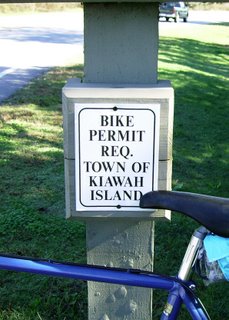 BIKE
PERMIT
REQ.
TOWN OF
KIAWAH
ISLAND